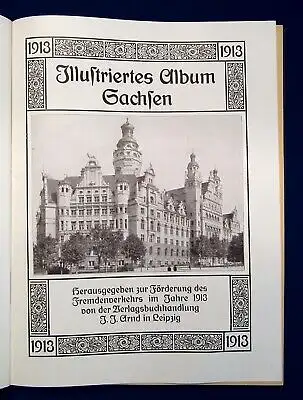 1913 1913
Illustriertes Album
Sachsen
Herausgegeben zur Förderung des
Fremdenverkehrs im Jahre 1913
von der Verlagsbuchhandlung
J. J. Arnd in Leipzig
1913 1913